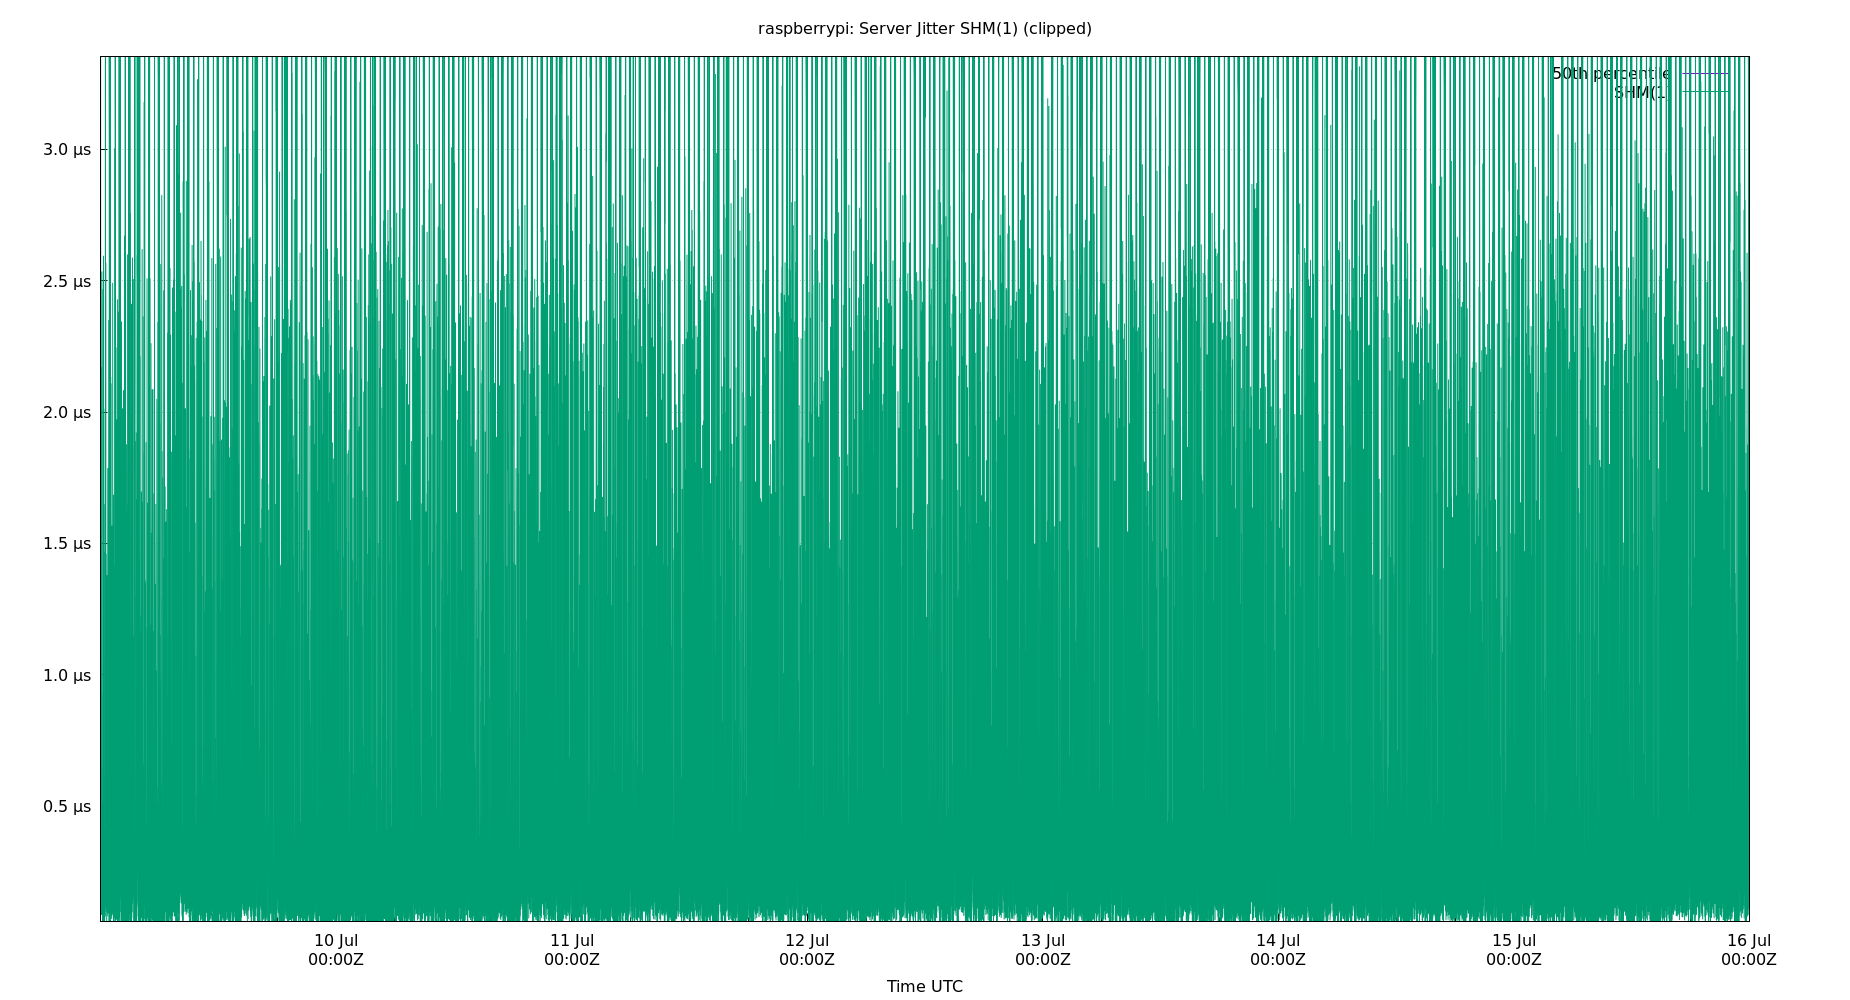 raspberrypi: Server Jitter SHM(1) (clipped)
50th percentile
SHM(1)
3.0 µs
2.5 µs
2.0 µs
1.5 µs
1.0 µs
0.5 µs
10 Jul 11 Jul 12 Jul 13 Jul 14 Jul 15 Jul 16 Jul
00:00Z 00:00Z 00:00Z 00:00Z 00:00Z 00:00Z 00:00Z
Time UTC